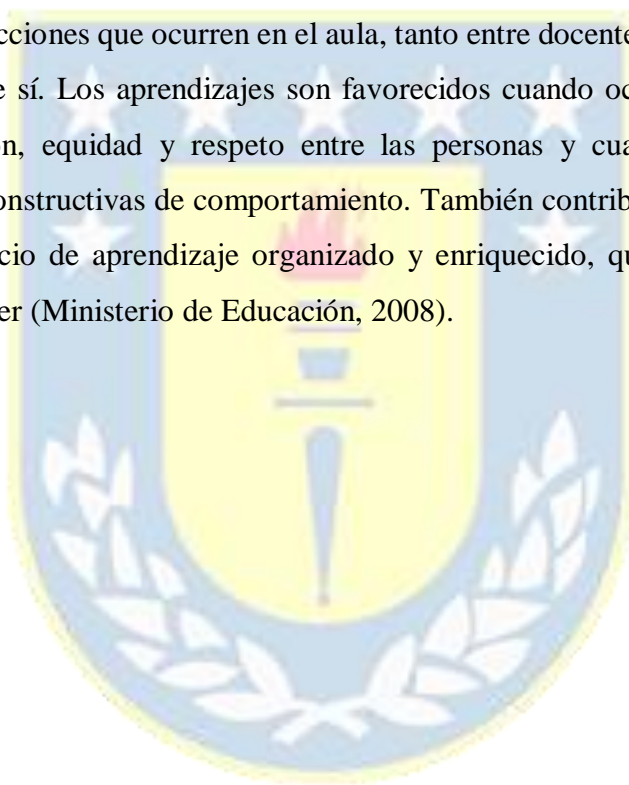 cciones que ocurren en el aula, tanto entre docente
e sí. Los aprendizajes son favorecidos cuando oc
n, equidad y respeto entre las personas y cua
onstructivas de comportamiento. También contrib
cio de aprendizaje organizado y enriquecido, qu
er (Ministerio de Educación, 2008).